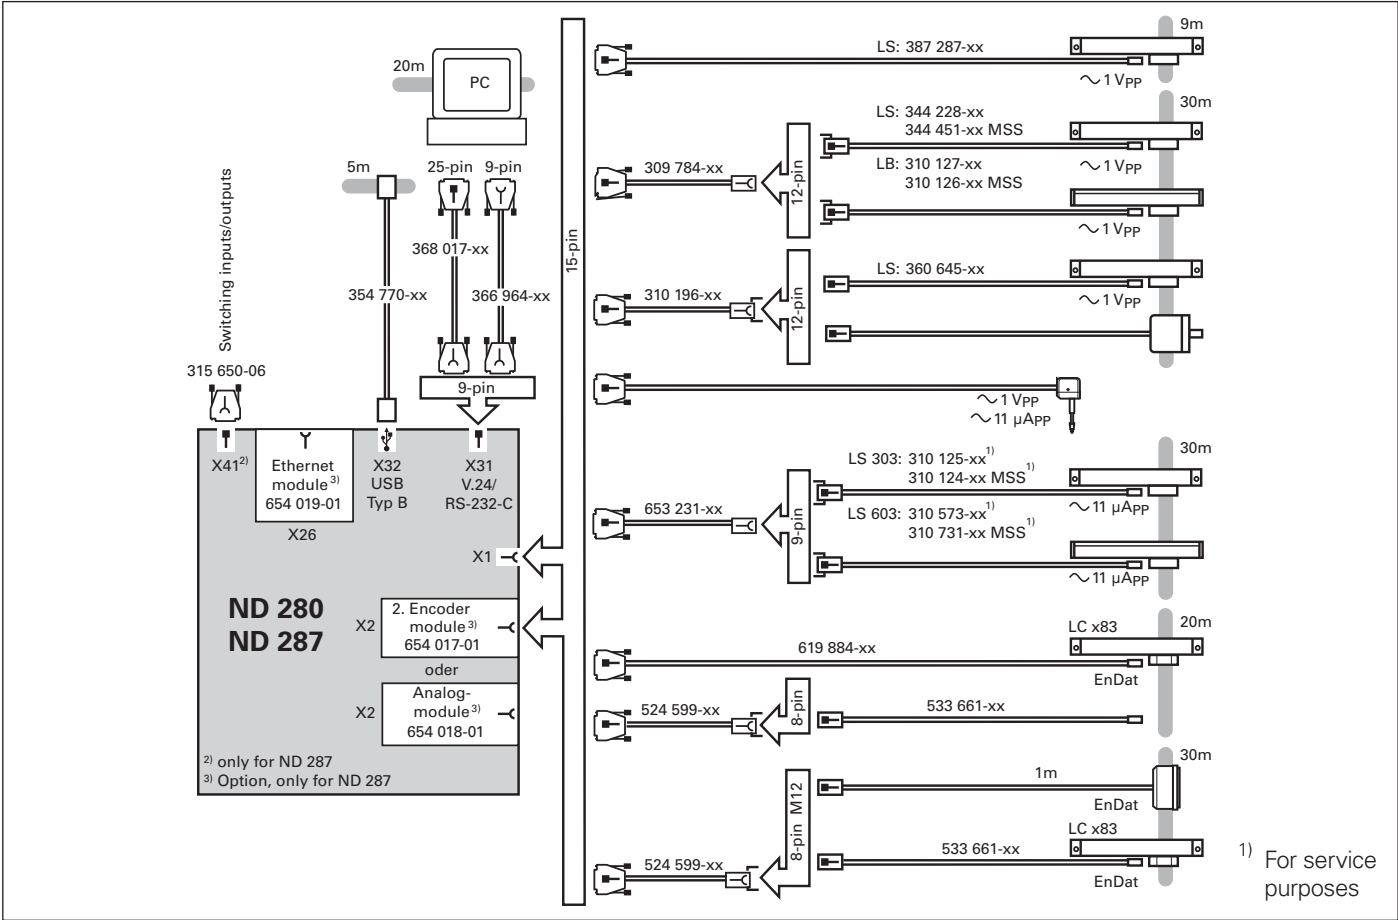 20m
PC
5m
25-pin
9-pin
368 017-xx
354 770-xx
366 964-xx
Switching inputs/outputs
315 650-06
9-pin
X41²⁾
Ethernet
module³⁾
654 019-01
X26
X32
USB
Typ B
X31
V.24/
RS-232-C
X1
ND 280
ND 287
X2
2. Encoder
module³⁾
654 017-01
oder
X2
Analog-
module³⁾
654 018-01
²⁾ only for ND 287
³⁾ Option, only for ND 287
15-pin
LS: 387 287-xx
9m
~ 1 VPP
309 784-xx
12-pin
LS: 344 228-xx
344 451-xx MSS
30m
~ 1 VPP
LB: 310 127-xx
310 126-xx MSS
~ 1 VPP
310 196-xx
12-pin
LS: 360 645-xx
~ 1 VPP
~ 1 VPP
~ 11 µAPP
653 231-xx
9-pin
LS 303: 310 125-xx¹⁾
310 124-xx MSS¹⁾
30m
~ 11 µAPP
LS 603: 310 573-xx¹⁾
310 731-xx MSS¹⁾
~ 11 µAPP
619 884-xx
LC x83
20m
EnDat
524 599-xx
8-pin
533 661-xx
30m
1m
EnDat
8-pin M12
524 599-xx
533 661-xx
LC x83
EnDat
¹⁾ For service
purposes